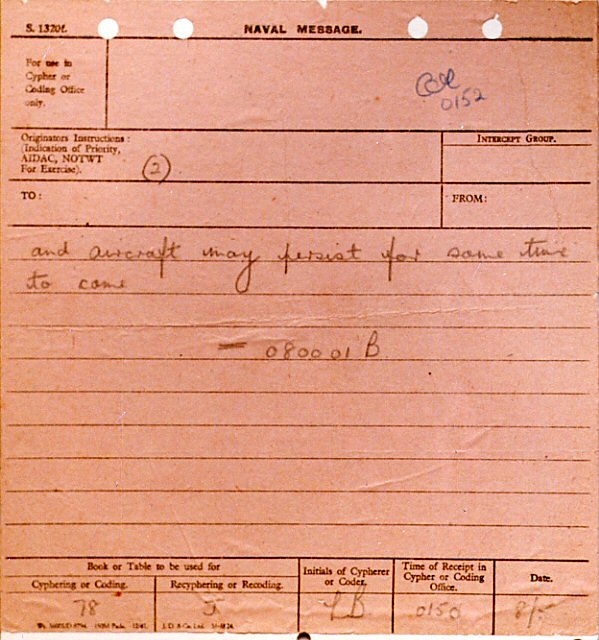 S. 1320f.
NAVAL MESSAGE.
For use in
Cypher or
Coding Office
only.
0152
Originators Instructions:
(Indication of Priority,
AIDAC, NOTWT
For Exercise).
(2)
INTERCEPT GROUP.
TO:
FROM:
and aircraft may persist for some time
to come
— 080001 B
Book or Table to be used for
Cyphering or Coding.
Recyphering or Recoding.
Initials of Cypherer
or Coder.
Time of Receipt in
Cypher or Coding
Office.
Date.
78
J
LB
0150
8/5